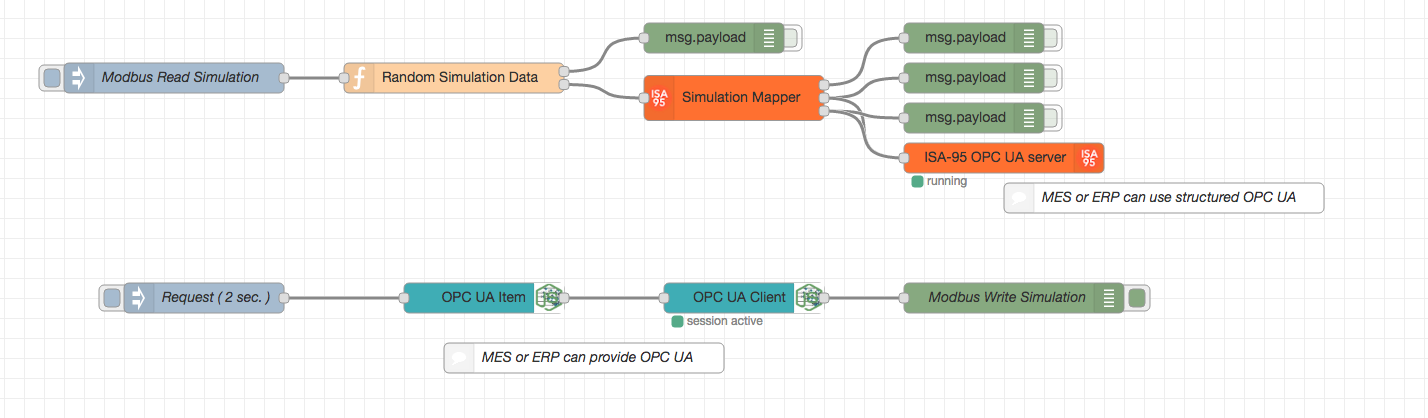 msg.payload
msg.payload
Modbus Read Simulation
Random Simulation Data
msg.payload
ISA
95
Simulation Mapper
msg.payload
ISA-95 OPC UA server
ISA
95
running
MES or ERP can use structured OPC UA
Request ( 2 sec. )
OPC UA Item
OPC UA Client
Modbus Write Simulation
session active
MES or ERP can provide OPC UA